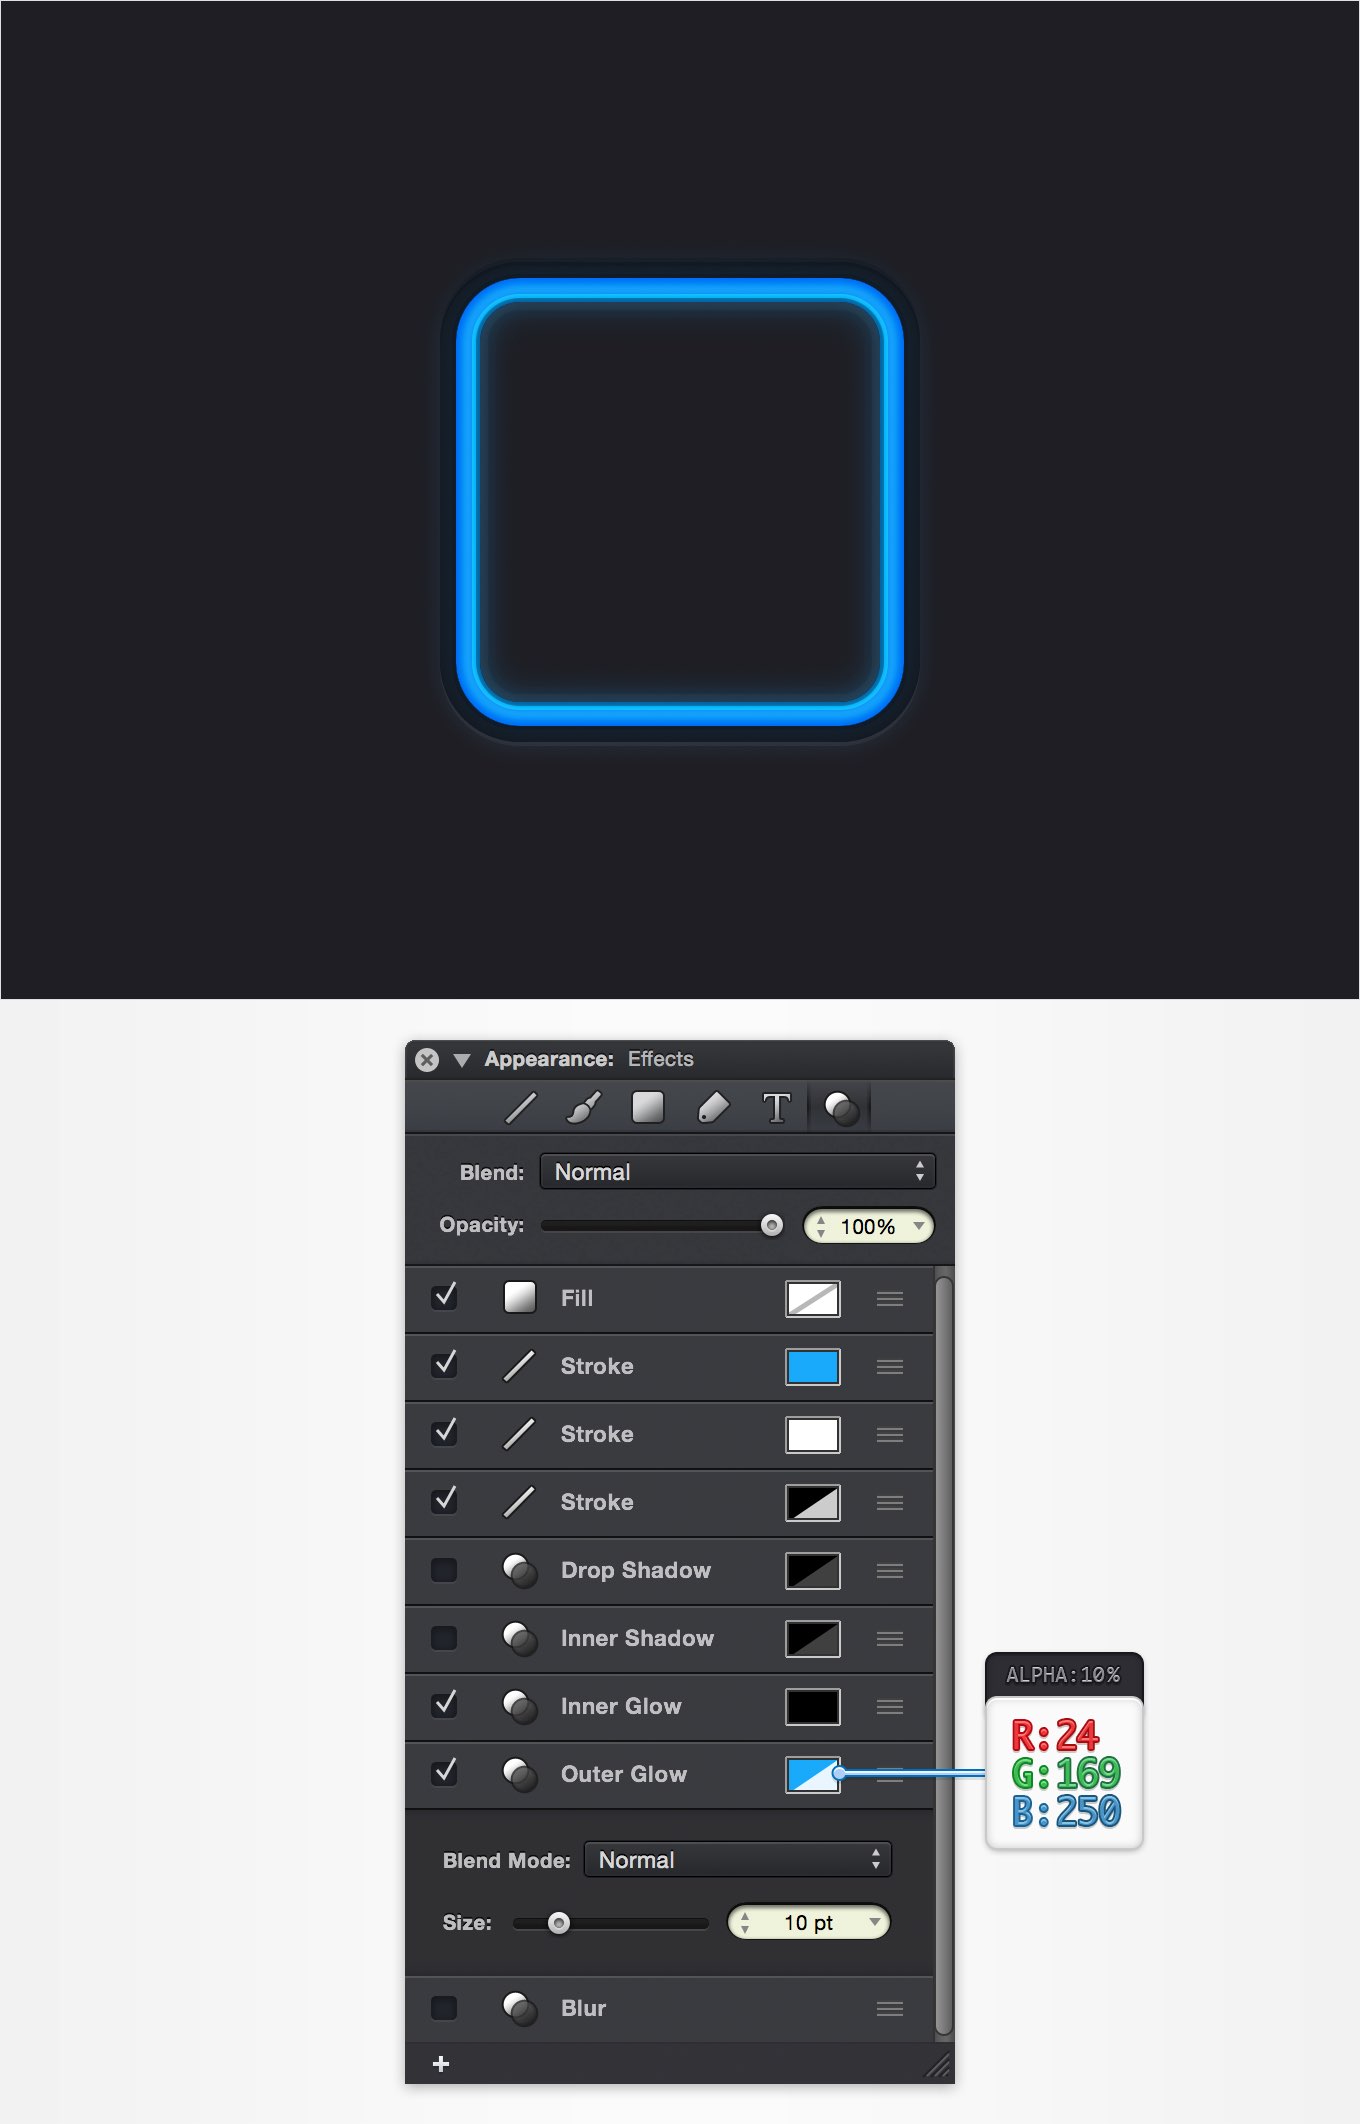 Appearance: Effects
T
Blend: Normal
Opacity: 100%
Fill
Stroke
Stroke
Stroke
Drop Shadow
Inner Shadow
Inner Glow
Outer Glow
ALPHA:10%
R:24
G:169
B:250
Blend Mode: Normal
Size: 10 pt
Blur
+